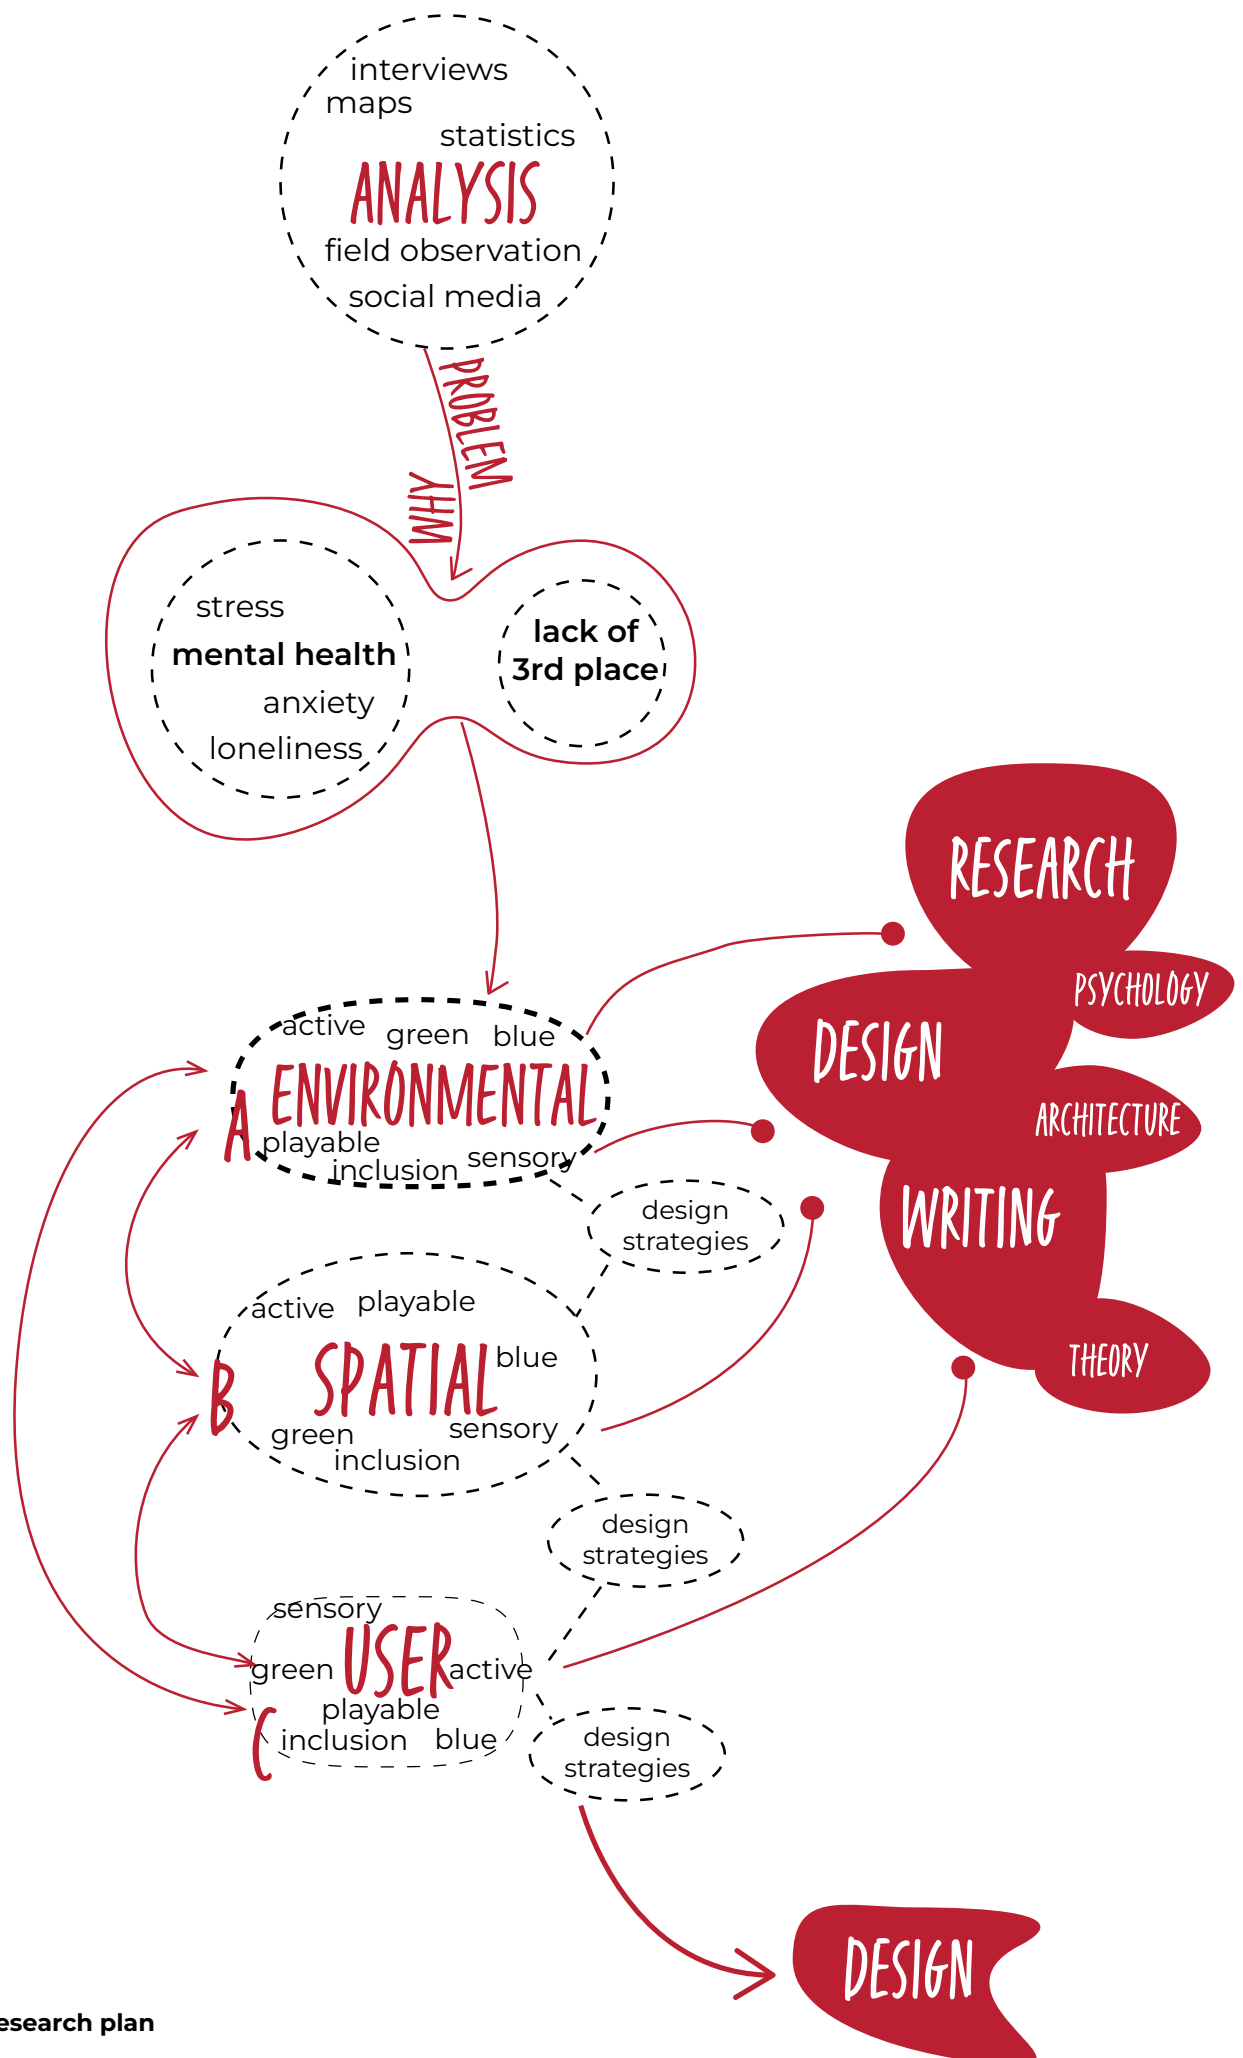 interviews
maps
statistics
ANALYSIS
field observation
social media
PROBLEM
WHY
stress
mental health
anxiety
loneliness
lack of
3rd place
RESEARCH
PSYCHOLOGY
DESIGN
ARCHITECTURE
WRITING
THEORY
active green blue
A ENVIRONMENTAL
playable
inclusion sensory
design
strategies
active playable
blue
B SPATIAL
green sensory
inclusion
design
strategies
sensory
green USER active
playable
C inclusion blue
design
strategies
DESIGN
esearch plan